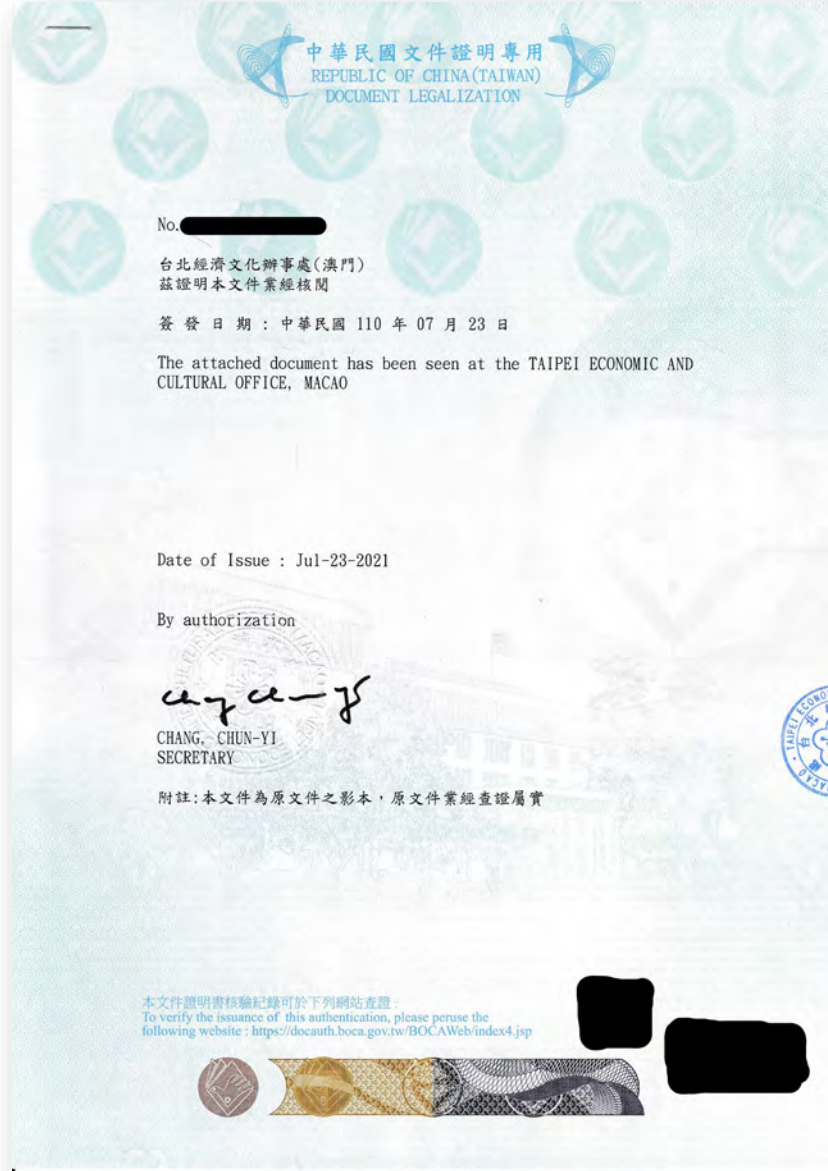 中華民國文件證明專用
REPUBLIC OF CHINA(TAIWAN)
DOCUMENT LEGALIZATION
No.
台北經濟文化辦事處(澳門)
茲證明本文件業經核閱
簽 發 日 期 : 中華民國 110 年 07 月 23 日
The attached document has been seen at the TAIPEI ECONOMIC AND
CULTURAL OFFICE, MACAO
Date of Issue : Jul-23-2021
By authorization
CHANG, CHUN-YI
SECRETARY
附註:本文件為原文件之影本，原文件業經查證屬實
TAIPEI ECONO
台北
MACAO
本文件證明書核驗紀錄可於下列網站查證 :
To verify the issuance of this authentication, please peruse the
following website : https://docauth.boca.gov.tw/BOCAWeb/index4.jsp